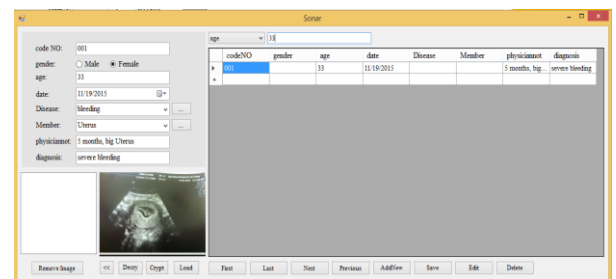 Sonar
code NO: 001
gender: Male Female
age: 33
date: 11/19/2015
Disease: bleeding ...
Member: Uterus ...
physiciannot: 5 months, big Uterus
diagnosis: severe bleeding
age 33
codeNO gender age date Disease Member physiciannot diagnosis
001 33 11/19/2015 5 months, big... severe bleeding
Remove Image << Decry Crypt Load First Last Next Previous AddNew Save Edit Delete